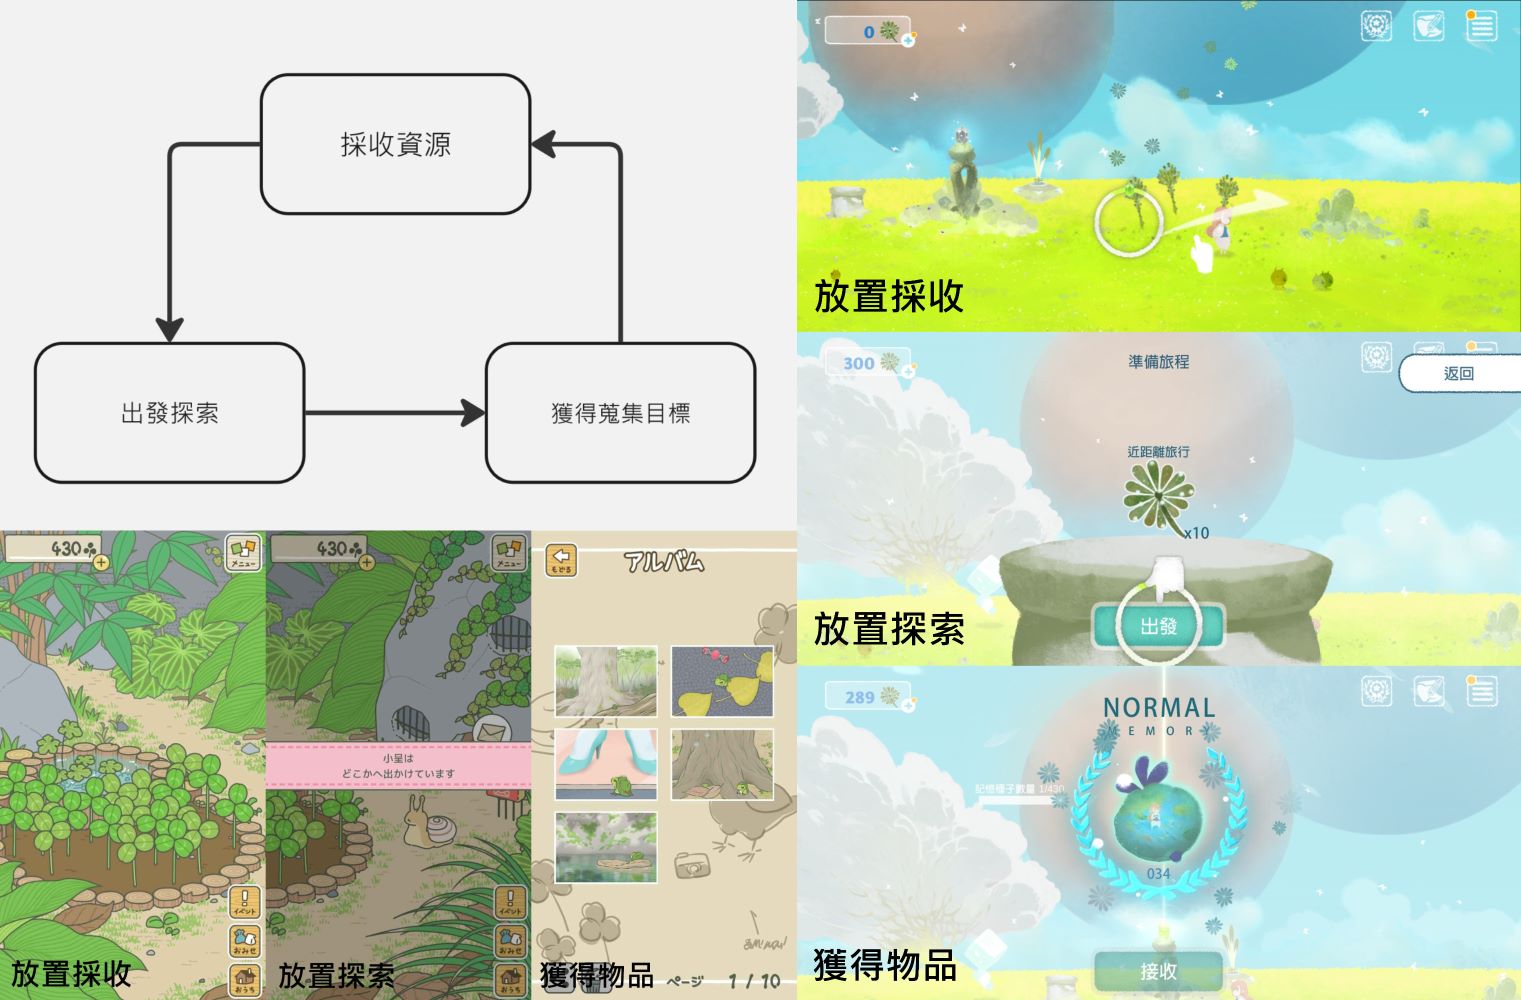 採收資源
出發探索
獲得蒐集目標
0
放置採收
300
準備旅程
返回
近距離旅行
x10
出發
放置探索
289
NORMAL
MEMORY
記憶種子數量 1/430
034
接收
獲得物品
430
メニュー
イベント
おみせ
おうち
放置採收
430
メニュー
小呈は
どこかへ出かけています
イベント
おみせ
おうち
放置探索
もどる
アルバム
獲得物品
ページ 1 / 10